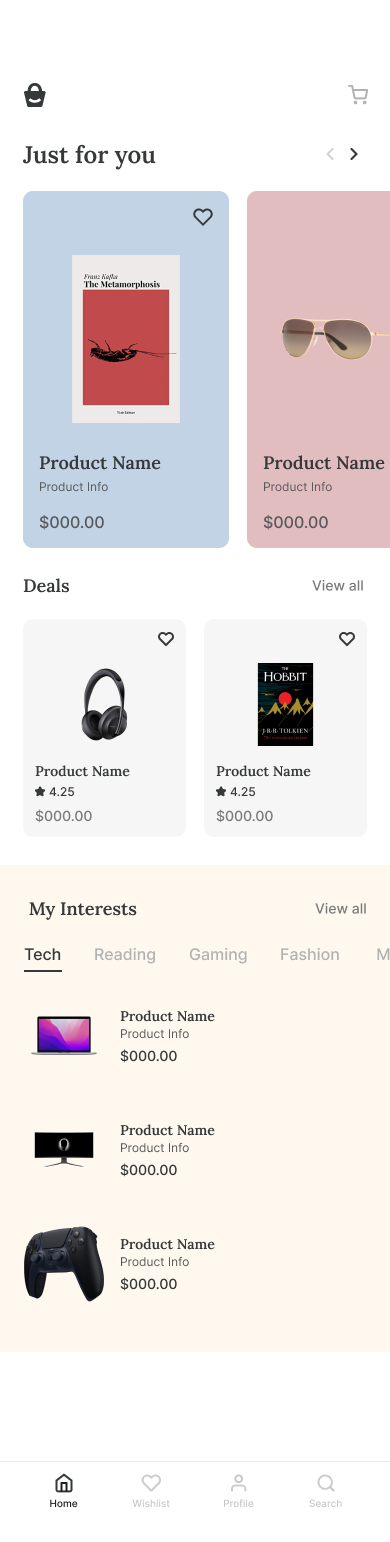 Just for you
Franz Kafka
The Metamorphosis
Product Name
Product Info
$000.00
Product Name
Product Info
$000.00
Deals
View all
THE
HOBBIT
J·R·R·TOLKIEN
Product Name
4.25
$000.00
Product Name
4.25
$000.00
My Interests
View all
Tech Reading Gaming Fashion M
Product Name
Product Info
$000.00
Product Name
Product Info
$000.00
Product Name
Product Info
$000.00
Home Wishlist Profile Search